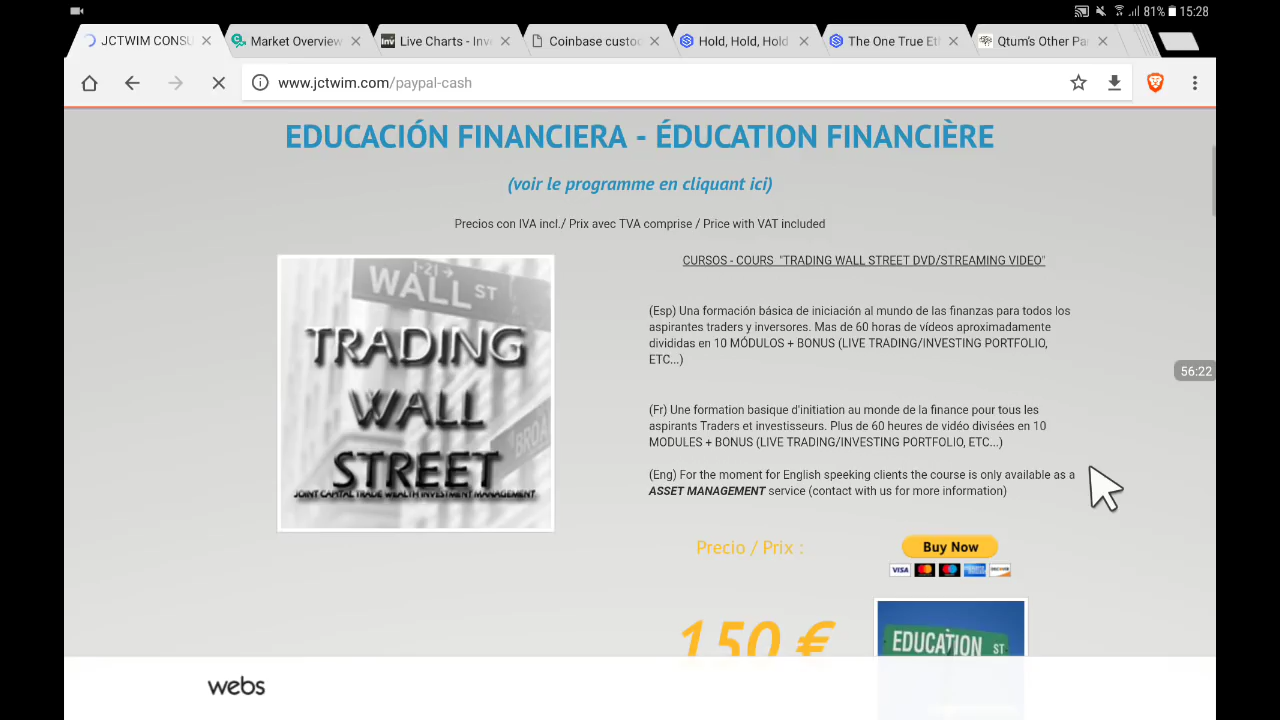 81% 15:28
JCTWIM CONSU
Market Overview
Inv Live Charts - Inve
Coinbase custod
Hold, Hold, Hold
The One True Eth
Qtum's Other Pa
www.jctwim.com/paypal-cash
EDUCACIÓN FINANCIERA - ÉDUCATION FINANCIÈRE
(voir le programme en cliquant ici)
Precios con IVA incl./ Prix avec TVA comprise / Price with VAT included
1-21
WALL ST
TRADING
WALL
STREET
JOINT CAPITAL TRADE WEALTH INVESTMENT MANAGEMENT
BROA
CURSOS - COURS "TRADING WALL STREET DVD/STREAMING VIDEO"
(Esp) Una formación básica de iniciación al mundo de las finanzas para todos los
aspirantes traders y inversores. Mas de 60 horas de vídeos aproximadamente
divididas en 10 MÓDULOS + BONUS (LIVE TRADING/INVESTING PORTFOLIO,
ETC...)
56:22
(Fr) Une formation basique d'initiation au monde de la finance pour tous les
aspirants Traders et investisseurs. Plus de 60 heures de vidéo divisées en 10
MODULES + BONUS (LIVE TRADING/INVESTING PORTFOLIO, ETC...)
(Eng) For the moment for English speeking clients the course is only available as a
ASSET MANAGEMENT service (contact with us for more information)
Precio / Prix :
Buy Now
VISA
150 €
EDUCATION ST
webs